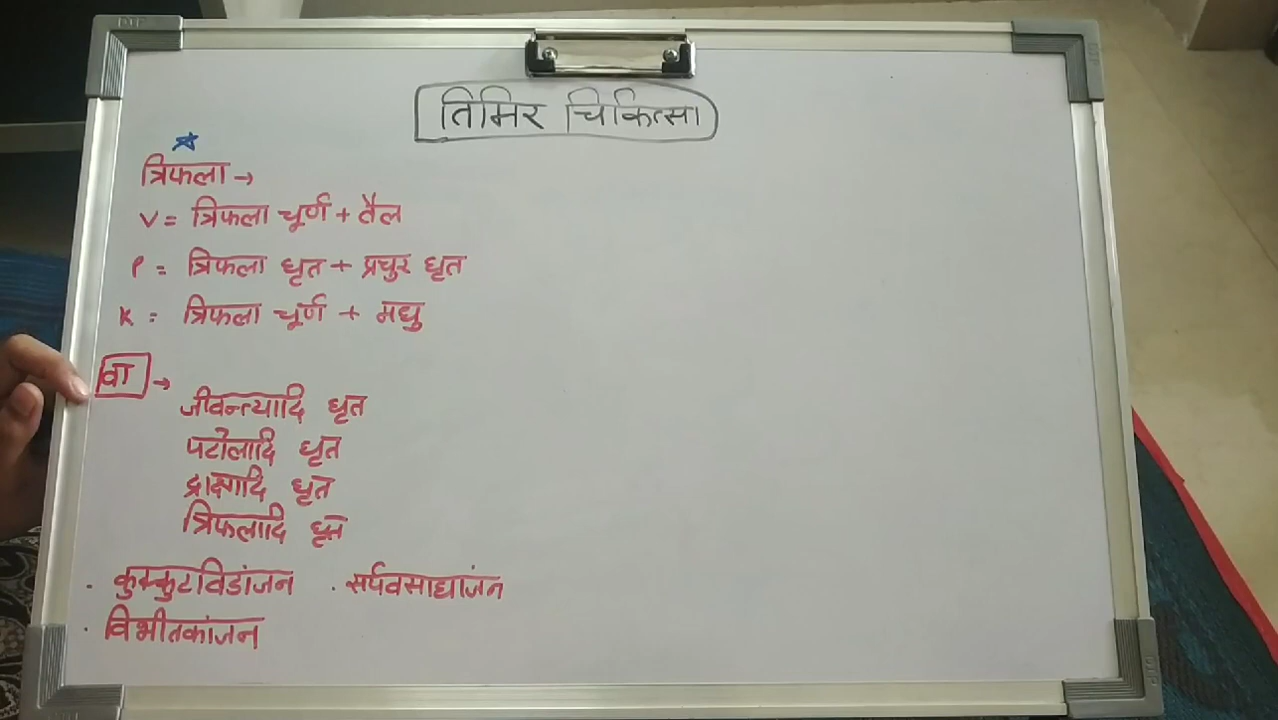 तिमिर चिकित्सा
त्रिफला →
V = त्रिफला चूर्ण + तैल
P = त्रिफला धृत + प्रचुर धृत
K = त्रिफला चूर्ण + मधु
वा →
जीवन्त्यादि धृत
पटोलादि धृत
द्राक्षादि धृत
त्रिफलादि धृत
· कुक्कुटविडांजन · सर्पवसाद्यांजन
· विभीतकांजन